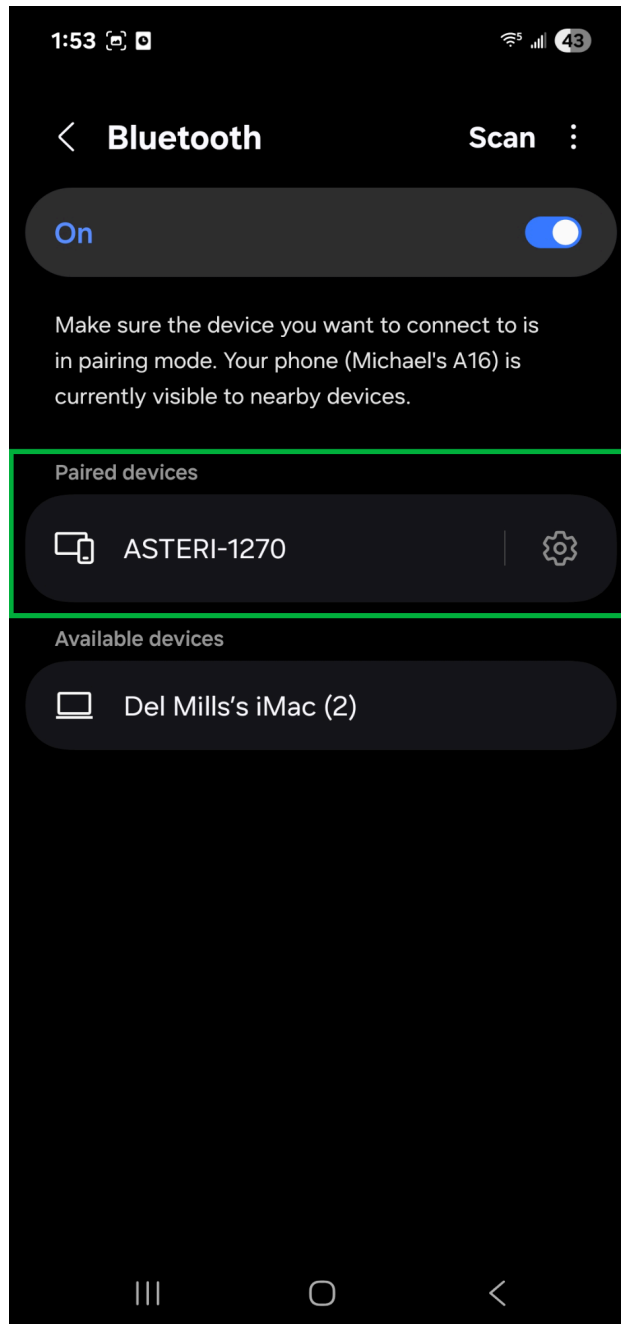 1:53 5 43
Bluetooth Scan
On
Make sure the device you want to connect to is
in pairing mode. Your phone (Michael's A16) is
currently visible to nearby devices.
Paired devices
ASTERI-1270
Available devices
Del Mills’s iMac (2)